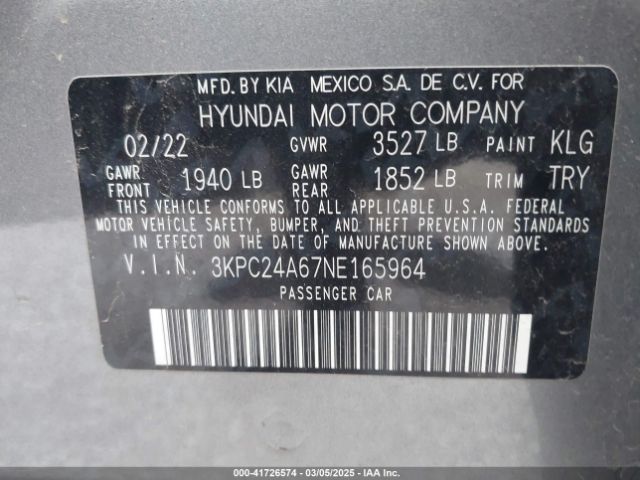 MFD. BY KIA MEXICO S.A. DE C.V. FOR
HYUNDAI MOTOR COMPANY
02/22 GVWR 3527 LB PAINT KLG
GAWR FRONT 1940 LB GAWR REAR 1852 LB TRIM TRY
THIS VEHICLE CONFORMS TO ALL APPLICABLE U.S.A. FEDERAL
MOTOR VEHICLE SAFETY, BUMPER, AND THEFT PREVENTION STANDARDS
IN EFFECT ON THE DATE OF MANUFACTURE SHOWN ABOVE.
V.I.N. 3KPC24A67NE165964
PASSENGER CAR
000-41726574 | 03/05/2025 - IAA Inc.